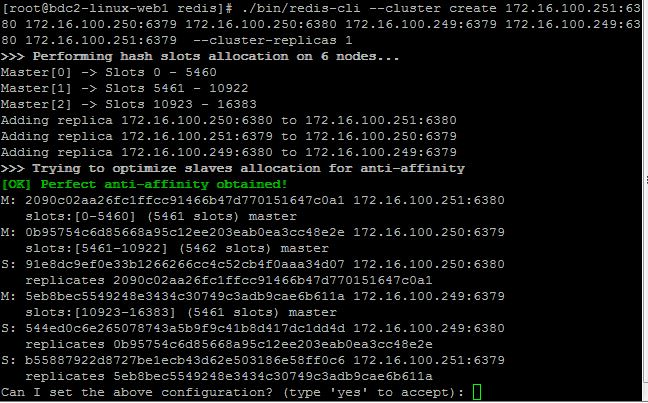 [root@bdc2-linux-web1 redis]# ./bin/redis-cli --cluster create 172.16.100.251:63
80 172.16.100.250:6379 172.16.100.250:6380 172.16.100.249:6379 172.16.100.249:63
80 172.16.100.251:6379  --cluster-replicas 1
>>> Performing hash slots allocation on 6 nodes...
Master[0] -> Slots 0 - 5460
Master[1] -> Slots 5461 - 10922
Master[2] -> Slots 10923 - 16383
Adding replica 172.16.100.250:6380 to 172.16.100.251:6380
Adding replica 172.16.100.251:6379 to 172.16.100.250:6379
Adding replica 172.16.100.249:6380 to 172.16.100.249:6379
>>> Trying to optimize slaves allocation for anti-affinity
[OK] Perfect anti-affinity obtained!
M: 2090c02aa26fc1ffcc91466b47d770151647c0a1 172.16.100.251:6380
   slots:[0-5460] (5461 slots) master
M: 0b95754c6d85668a95c12ee203eab0ea3cc48e2e 172.16.100.250:6379
   slots:[5461-10922] (5462 slots) master
S: 91e8dc9ef0e33b1266266cc4c52cb4f0aaa34d07 172.16.100.250:6380
   replicates 2090c02aa26fc1ffcc91466b47d770151647c0a1
M: 5eb8bec5549248e3434c30749c3adb9cae6b611a 172.16.100.249:6379
   slots:[10923-16383] (5461 slots) master
S: 544ed0c6e265078743a5b9f9c41b8d417dc1dd4d 172.16.100.249:6380
   replicates 0b95754c6d85668a95c12ee203eab0ea3cc48e2e
S: b55887922d8727be1ecb43d62e503186e58ff0c6 172.16.100.251:6379
   replicates 5eb8bec5549248e3434c30749c3adb9cae6b611a
Can I set the above configuration? (type 'yes' to accept):